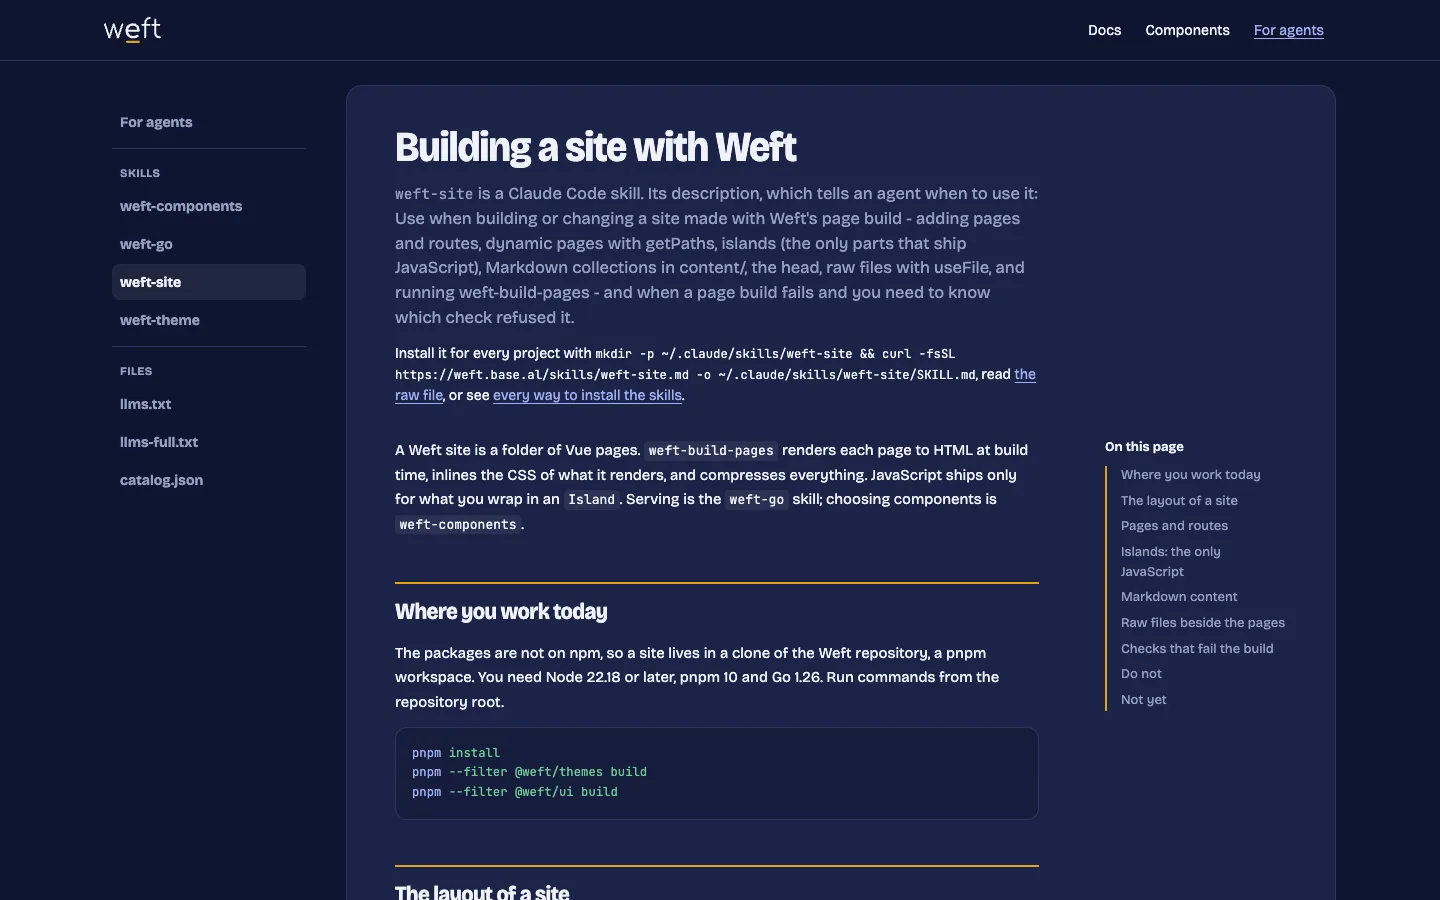 weft
Docs
Components
For agents
For agents
SKILLS
weft-components
weft-go
weft-site
weft-theme
FILES
llms.txt
llms-full.txt
catalog.json
Building a site with Weft
weft-site is a Claude Code skill. Its description, which tells an agent when to use it:
Use when building or changing a site made with Weft's page build - adding pages
and routes, dynamic pages with getPaths, islands (the only parts that ship
JavaScript), Markdown collections in content/, the head, raw files with useFile, and
running weft-build-pages - and when a page build fails and you need to know
which check refused it.
Install it for every project with mkdir -p ~/.claude/skills/weft-site && curl -fsSL
https://weft.base.al/skills/weft-site.md -o ~/.claude/skills/weft-site/SKILL.md, read the
raw file, or see every way to install the skills.
A Weft site is a folder of Vue pages. weft-build-pages renders each page to HTML at build
time, inlines the CSS of what it renders, and compresses everything. JavaScript ships only
for what you wrap in an Island. Serving is the weft-go skill; choosing components is
weft-components.
On this page
Where you work today
The layout of a site
Pages and routes
Islands: the only
JavaScript
Markdown content
Raw files beside the pages
Checks that fail the build
Do not
Not yet
Where you work today
The packages are not on npm, so a site lives in a clone of the Weft repository, a pnpm
workspace. You need Node 22.18 or later, pnpm 10 and Go 1.26. Run commands from the
repository root.
pnpm install
pnpm --filter @weft/themes build
pnpm --filter @weft/ui build
The layout of a site